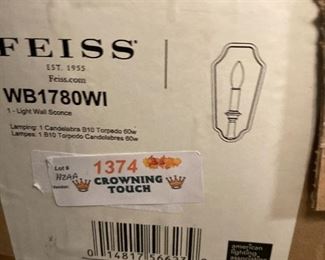 FEISS
EST. 1955
Feiss.com
WB1780WI
1 - Light Wall Sconce
Lamping: 1 Candelabra B10 Torpedo 60w
Lampes: 1 B10 Torpedo Candelabres 60w
Lot #
1374
CROWNING
TOUCH
american
lighting